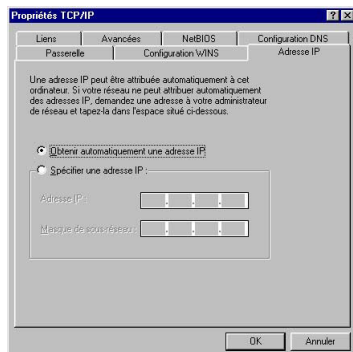 Propriétés TCP/IP
Liens Avancées NetBIOS Configuration DNS
Passerelle Configuration WINS Adresse IP
Une adresse IP peut être attribuée automatiquement à cet
ordinateur. Si votre réseau ne peut attribuer automatiquement
des adresses IP, demandez une adresse à votre administrateur
de réseau et tapez-la dans l'espace situé ci-dessous.
Obtenir automatiquement une adresse IP
Spécifier une adresse IP :
Adresse IP :
Masque de sous-réseau :
OK Annuler